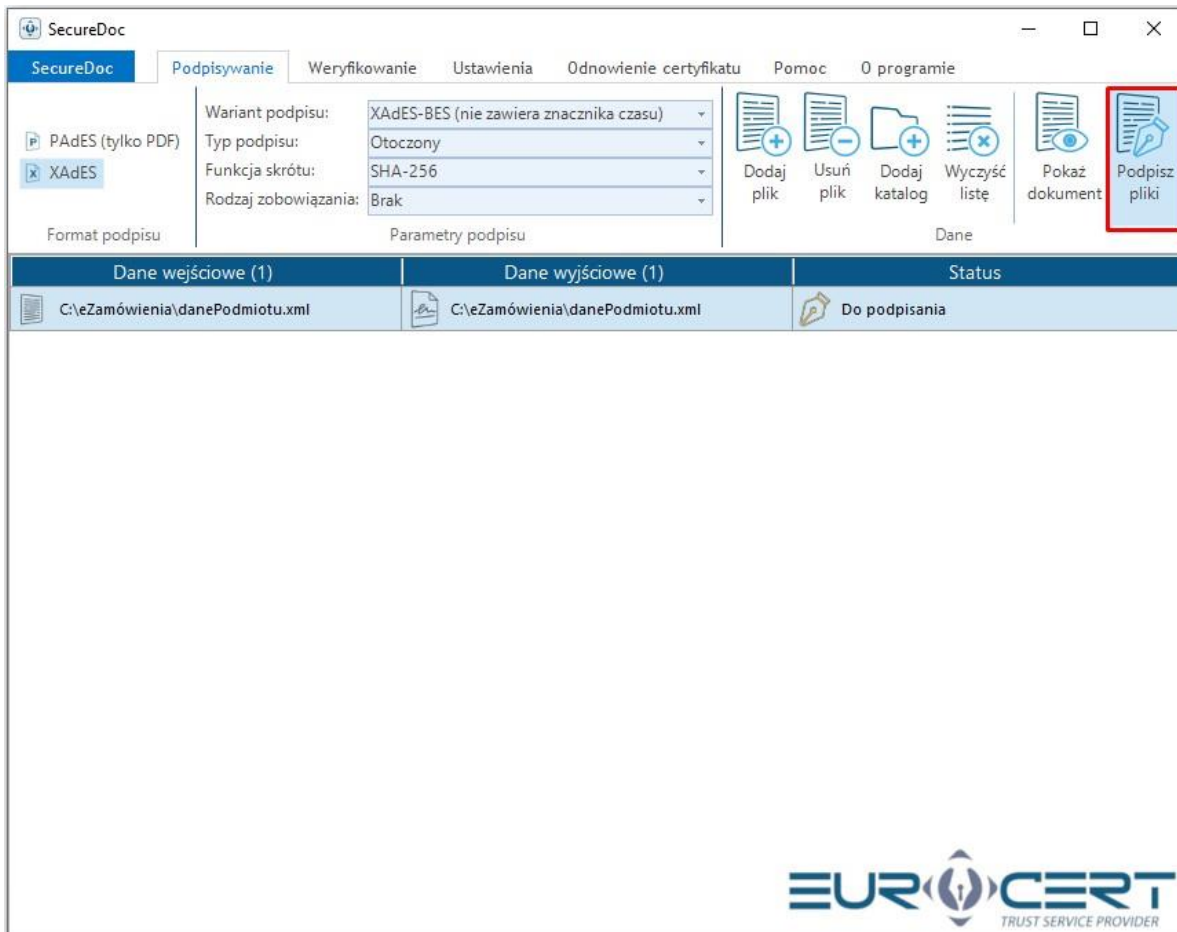 SecureDoc
SecureDoc Podpisywanie Weryfikowanie Ustawienia Odnowienie certyfikatu Pomoc O programie
PAdES (tylko PDF)
XAdES
Format podpisu
Wariant podpisu: XAdES-BES (nie zawiera znacznika czasu)
Typ podpisu: Otoczony
Funkcja skrótu: SHA-256
Rodzaj zobowiązania: Brak
Parametry podpisu
Dodaj plik
Usuń plik
Dodaj katalog
Wyczyść listę
Pokaż dokument
Podpisz pliki
Dane
Dane wejściowe (1) Dane wyjściowe (1) Status
C:\eZamówienia\danePodmiotu.xml C:\eZamówienia\danePodmiotu.xml Do podpisania
EUROCERT
TRUST SERVICE PROVIDER